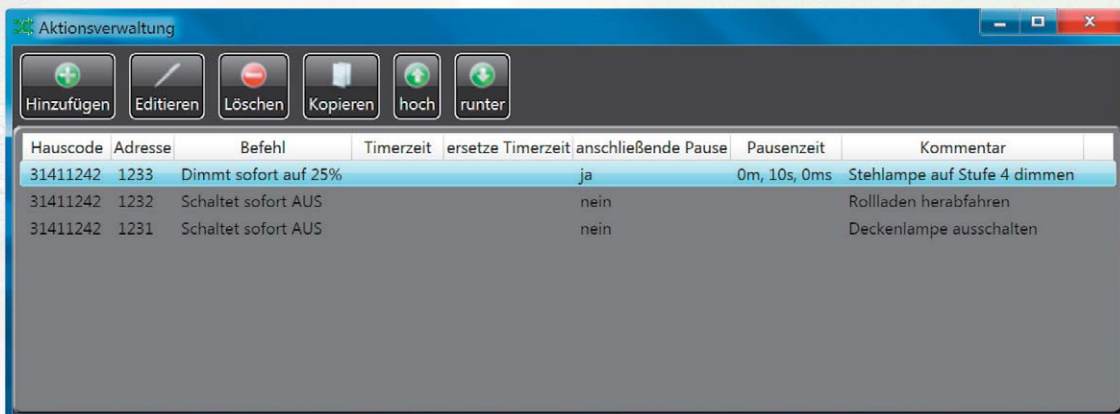 Aktionsverwaltung
Hinzufügen Editieren Löschen Kopieren hoch runter
Hauscode Adresse Befehl Timerzeit ersetze Timerzeit anschließende Pause Pausenzeit Kommentar
31411242 1233 Dimmt sofort auf 25% ja 0m, 10s, 0ms Stehlampe auf Stufe 4 dimmen
31411242 1232 Schaltet sofort AUS nein Rollladen herabfahren
31411242 1231 Schaltet sofort AUS nein Deckenlampe ausschalten